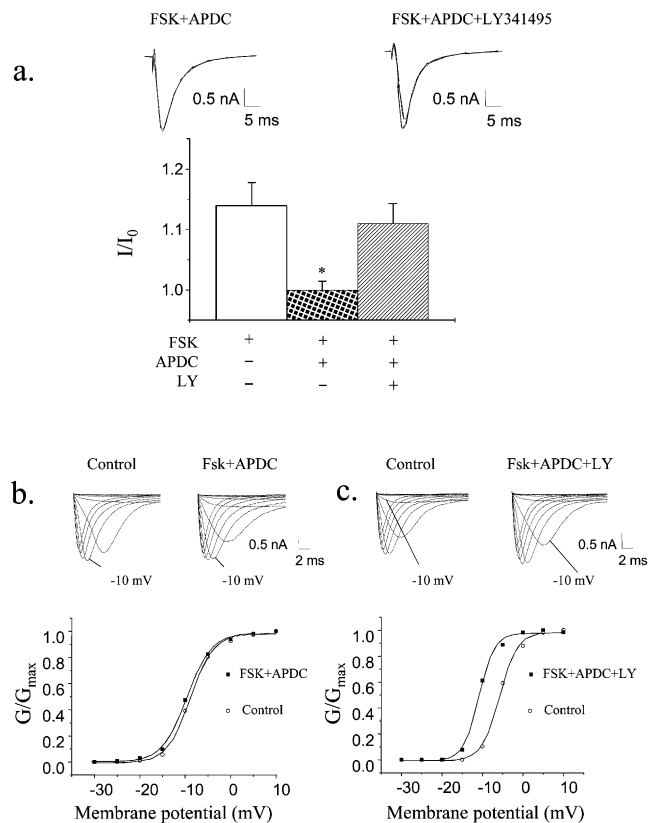 FSK+APDC FSK+APDC+LY341495
a.
0.5 nA 0.5 nA
5 ms 5 ms
1.2
1.1
1.0
I/I0
*
FSK + + +
APDC − + +
LY − − +
Control Fsk+APDC Control Fsk+APDC+LY
b. c.
0.5 nA 0.5 nA
2 ms 2 ms
-10 mV -10 mV -10 mV -10 mV
1.0 1.0
0.8 0.8
0.6 0.6
0.4 0.4
0.2 0.2
0.0 0.0
G/Gmax G/Gmax
FSK+APDC FSK+APDC+LY
Control Control
-30 -20 -10 0 10 -30 -20 -10 0 10
Membrane potential (mV) Membrane potential (mV)